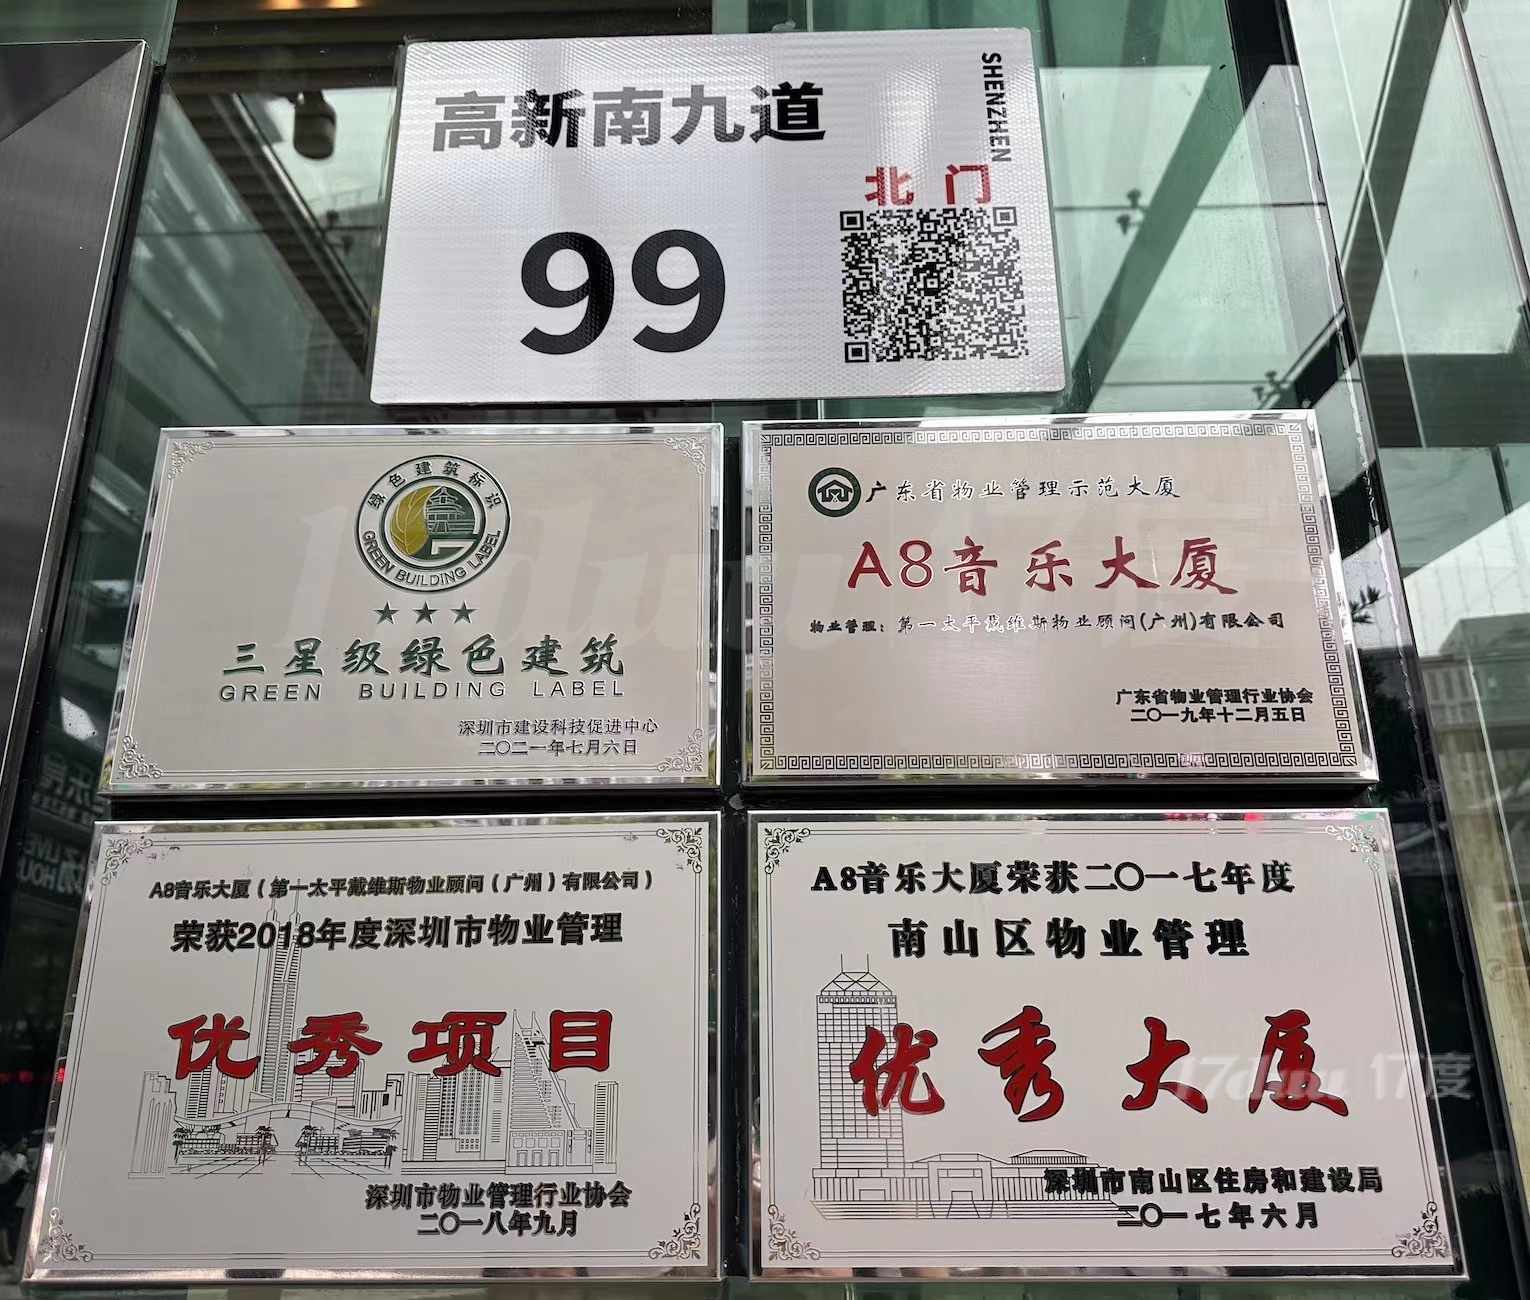 高新南九道
SHENZHEN
北门
99
绿色建筑标识
GREEN BUILDING LABEL
三星级绿色建筑
GREEN BUILDING LABEL
深圳市建设科技促进中心
二〇二一年七月六日
广东省物业管理示范大厦
A8音乐大厦
物业管理：第一太平戴维斯物业顾问(广州)有限公司
广东省物业管理行业协会
二〇一九年十二月五日
A8音乐大厦（第一太平戴维斯物业顾问（广州）有限公司）
荣获2018年度深圳市物业管理
优秀项目
深圳市物业管理行业协会
二〇一八年九月
A8音乐大厦荣获二〇一七年度
南山区物业管理
优秀大厦
深圳市南山区住房和建设局
二〇一七年六月
17duu 17度
LIVE
HOU